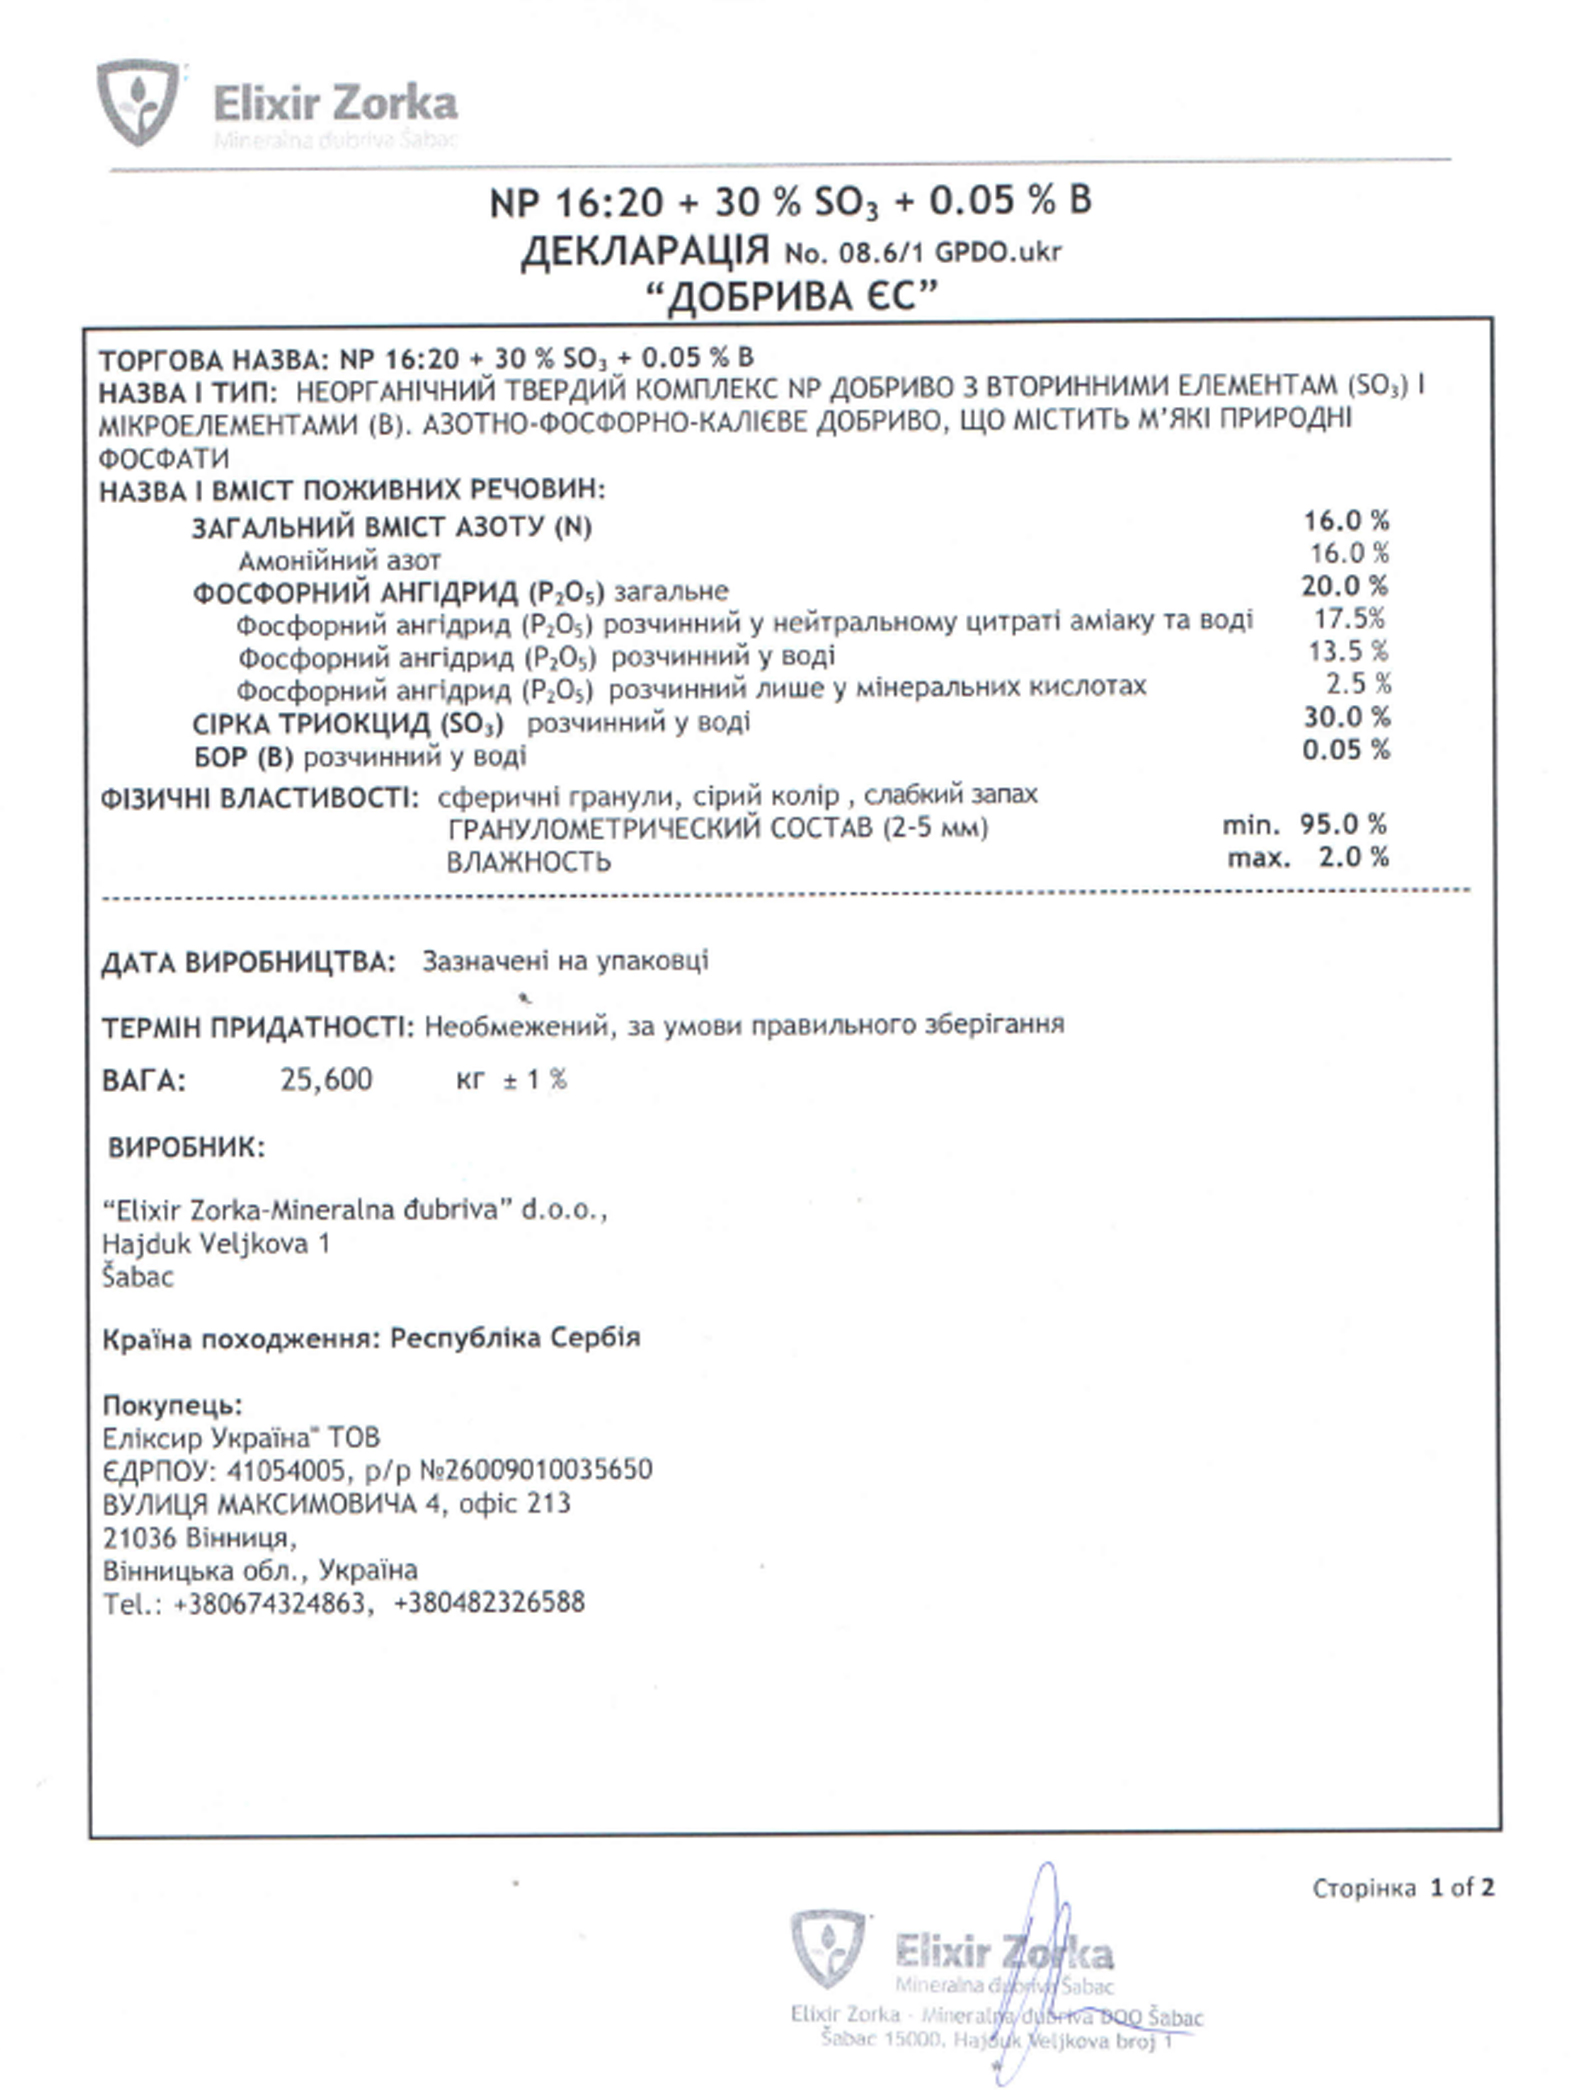 Elixir Zorka
Mineralna đubriva Šabac
NP 16:20 + 30 % SO₃ + 0.05 % B
ДЕКЛАРАЦІЯ No. 08.6/1 GPDO.ukr
“ДОБРИВА ЄС”
ТОРГОВА НАЗВА: NP 16:20 + 30 % SO₃ + 0.05 % B
НАЗВА І ТИП: НЕОРГАНІЧНИЙ ТВЕРДИЙ КОМПЛЕКС NP ДОБРИВО З ВТОРИННИМИ ЕЛЕМЕНТАМ (SO₃) І
МІКРОЕЛЕМЕНТАМИ (B). АЗОТНО-ФОСФОРНО-КАЛІЄВЕ ДОБРИВО, ЩО МІСТИТЬ М’ЯКІ ПРИРОДНІ
ФОСФАТИ
НАЗВА І ВМІСТ ПОЖИВНИХ РЕЧОВИН:
ЗАГАЛЬНИЙ ВМІСТ АЗОТУ (N) 16.0 %
Амонійний азот 16.0 %
ФОСФОРНИЙ АНГІДРИД (P₂O₅) загальне 20.0 %
Фосфорний ангідрид (P₂O₅) розчинний у нейтральному цитраті аміаку та воді 17.5%
Фосфорний ангідрид (P₂O₅) розчинний у воді 13.5 %
Фосфорний ангідрид (P₂O₅) розчинний лише у мінеральних кислотах 2.5 %
СІРКА ТРИОКЦИД (SO₃) розчинний у воді 30.0 %
БОР (B) розчинний у воді 0.05 %
ФІЗИЧНІ ВЛАСТИВОСТІ: сферичні гранули, сірий колір , слабкий запах
ГРАНУЛОМЕТРИЧЕСКИЙ СОСТАВ (2-5 мм) min. 95.0 %
ВЛАЖНОСТЬ max. 2.0 %
ДАТА ВИРОБНИЦТВА: Зазначені на упаковці
ТЕРМІН ПРИДАТНОСТІ: Необмежений, за умови правильного зберігання
ВАГА: 25,600 кг ± 1 %
ВИРОБНИК:
“Elixir Zorka-Mineralna đubriva” d.o.o.,
Hajduk Veljkova 1
Šabac
Країна походження: Республіка Сербія
Покупець:
Еліксир Україна" ТОВ
ЄДРПОУ: 41054005, р/р №26009010035650
ВУЛИЦЯ МАКСИМОВИЧА 4, офіс 213
21036 Вінниця,
Вінницька обл., Україна
Tel.: +380674324863, +380482326588
Сторінка 1 of 2
Elixir Zorka
Mineralna đubriva Šabac
Elixir Zorka - Mineralna đubriva DOO Šabac
Šabac 15000, Hajduk Veljkova broj 1